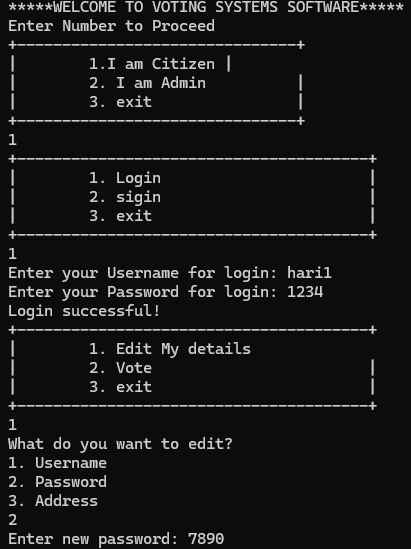 *****WELCOME TO VOTING SYSTEMS SOFTWARE*****
Enter Number to Proceed
+-------------------------------+
|        1.I am Citizen |
|        2. I am Admin          |
|        3. exit                |
+-------------------------------+
1
+---------------------------------------+
|        1. Login                       |
|        2. sigin                       |
|        3. exit                        |
+---------------------------------------+
1
Enter your Username for login: hari1
Enter your Password for login: 1234
Login successful!
+---------------------------------------+
|        1. Edit My details
|        2. Vote                        |
|        3. exit                        |
+---------------------------------------+
1
What do you want to edit?
1. Username
2. Password
3. Address
2
Enter new password: 7890